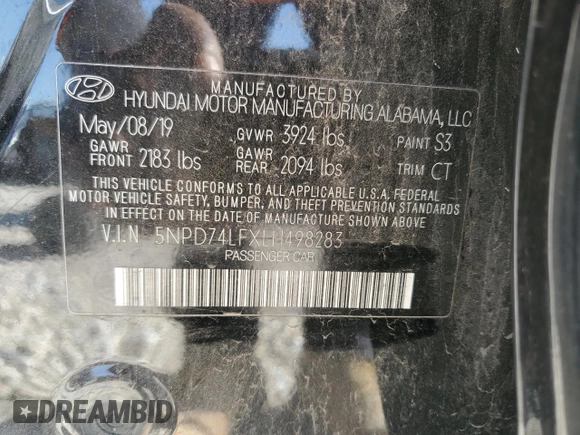 MANUFACTURED BY
HYUNDAI MOTOR MANUFACTURING ALABAMA, LLC
May/08/19 GVWR 3924 lbs PAINT S3
GAWR FRONT 2183 lbs GAWR REAR 2094 lbs TRIM CT
THIS VEHICLE CONFORMS TO ALL APPLICABLE U.S.A. FEDERAL
MOTOR VEHICLE SAFETY, BUMPER, AND THEFT PREVENTION STANDARDS
IN EFFECT ON THE DATE OF MANUFACTURE SHOWN ABOVE
V.I.N 5NPD74LFXLH498283
PASSENGER CAR
DREAMBID